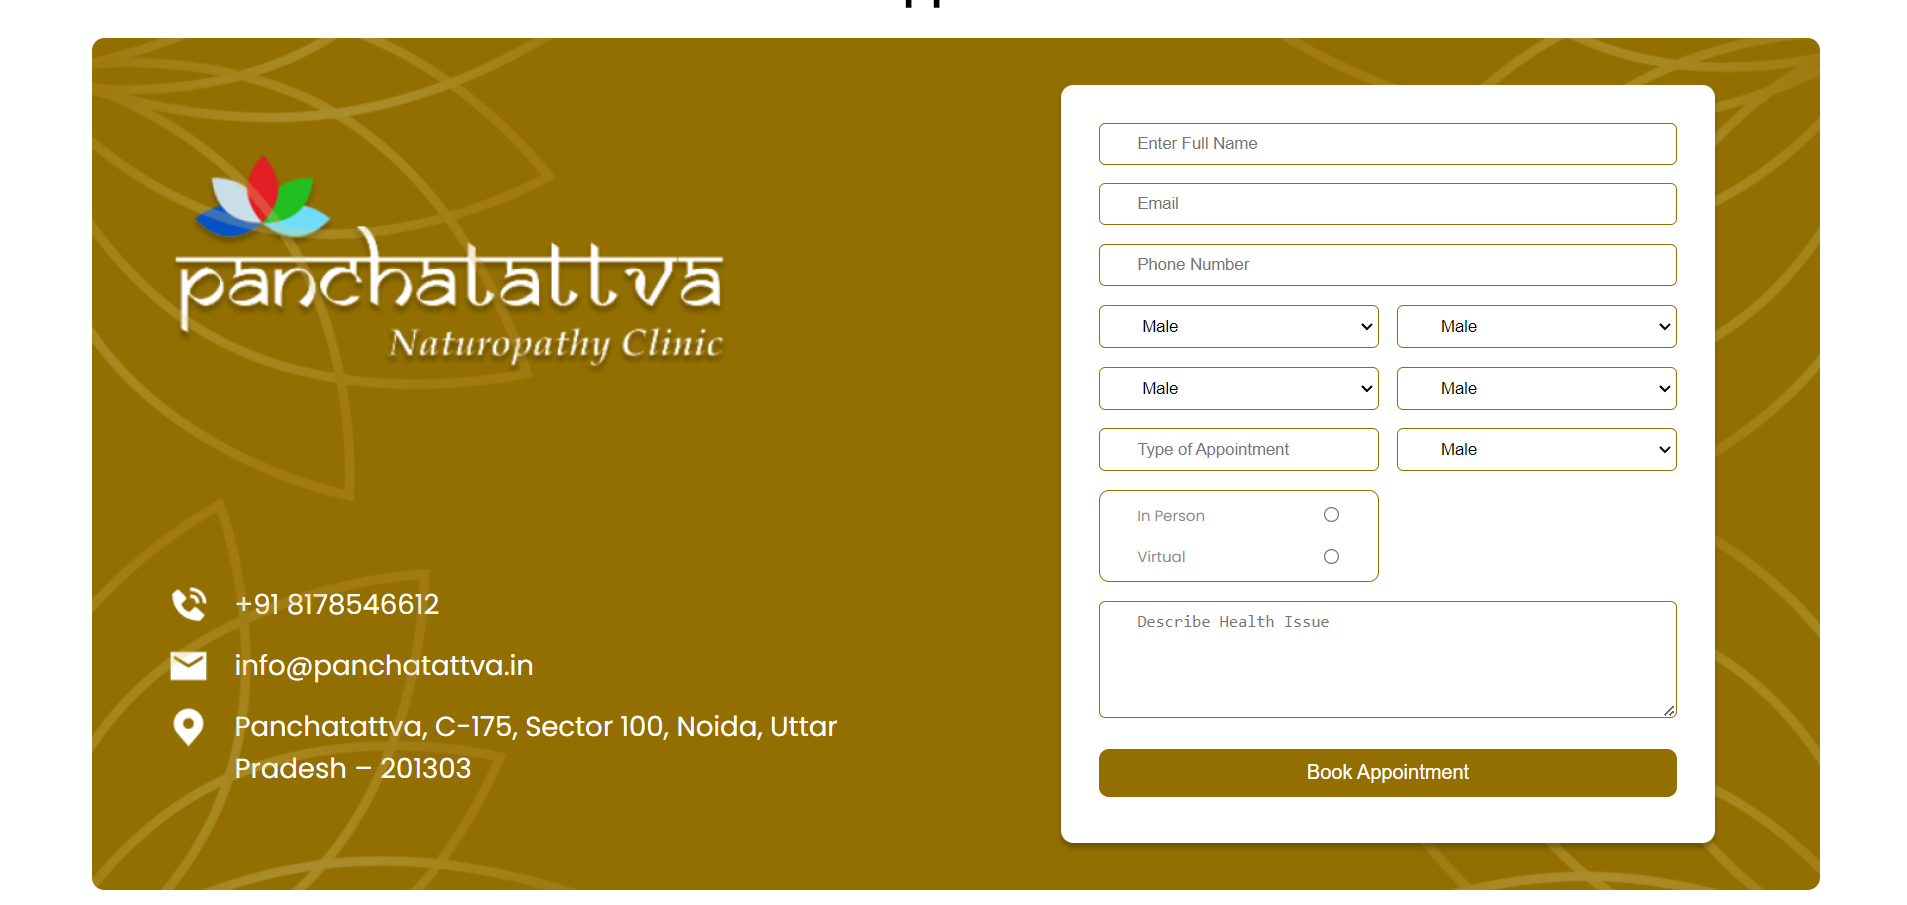 panchatattva
Naturopathy Clinic
+91 8178546612
info@panchatattva.in
Panchatattva, C-175, Sector 100, Noida, Uttar
Pradesh – 201303
Enter Full Name
Email
Phone Number
Male Male
Male Male
Type of Appointment Male
In Person
Virtual
Describe Health Issue
Book Appointment